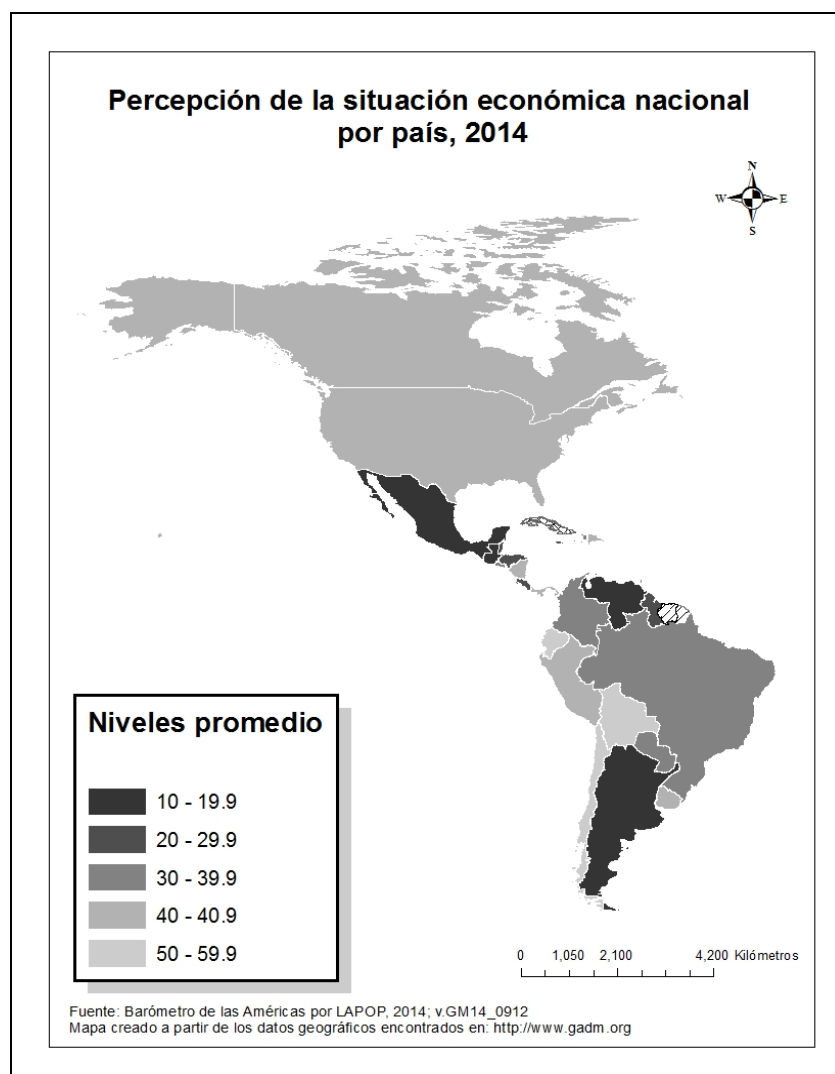 Percepción de la situación económica nacional
por país, 2014
N
W E
S
Niveles promedio
10 - 19.9
20 - 29.9
30 - 39.9
40 - 40.9
50 - 59.9
0 1,050 2,100 4,200 Kilómetros
Fuente: Barómetro de las Américas por LAPOP, 2014; v.GM14_0912
Mapa creado a partir de los datos geográficos encontrados en: http://www.gadm.org